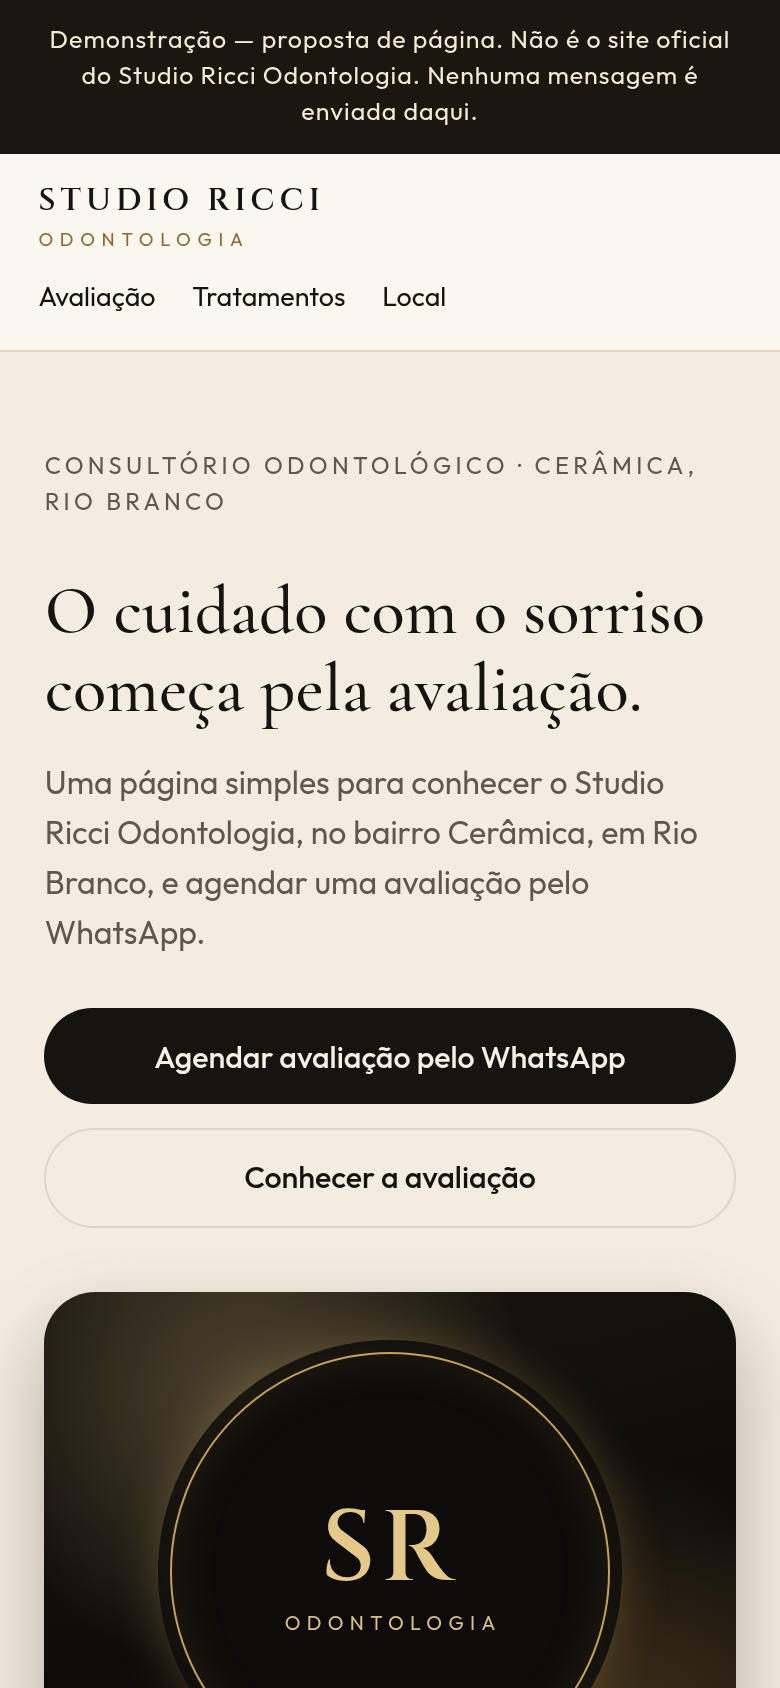 Demonstração — proposta de página. Não é o site oficial
do Studio Ricci Odontologia. Nenhuma mensagem é
enviada daqui.
STUDIO RICCI
ODONTOLOGIA
Avaliação Tratamentos Local
CONSULTÓRIO ODONTOLÓGICO · CERÂMICA,
RIO BRANCO
O cuidado com o sorriso
começa pela avaliação.
Uma página simples para conhecer o Studio
Ricci Odontologia, no bairro Cerâmica, em Rio
Branco, e agendar uma avaliação pelo
WhatsApp.
Agendar avaliação pelo WhatsApp
Conhecer a avaliação
SR
ODONTOLOGIA